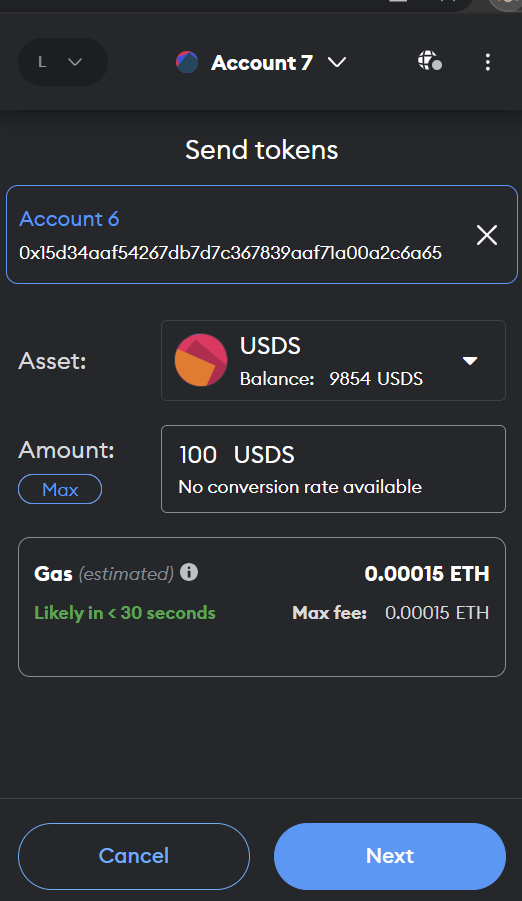 L
Account 7
Send tokens
Account 6
0x15d34aaf54267db7d7c367839aaf71a00a2c6a65
Asset:
USDS
Balance: 9854 USDS
Amount:
Max
100 USDS
No conversion rate available
Gas (estimated)
0.00015 ETH
Likely in < 30 seconds
Max fee: 0.00015 ETH
Cancel
Next